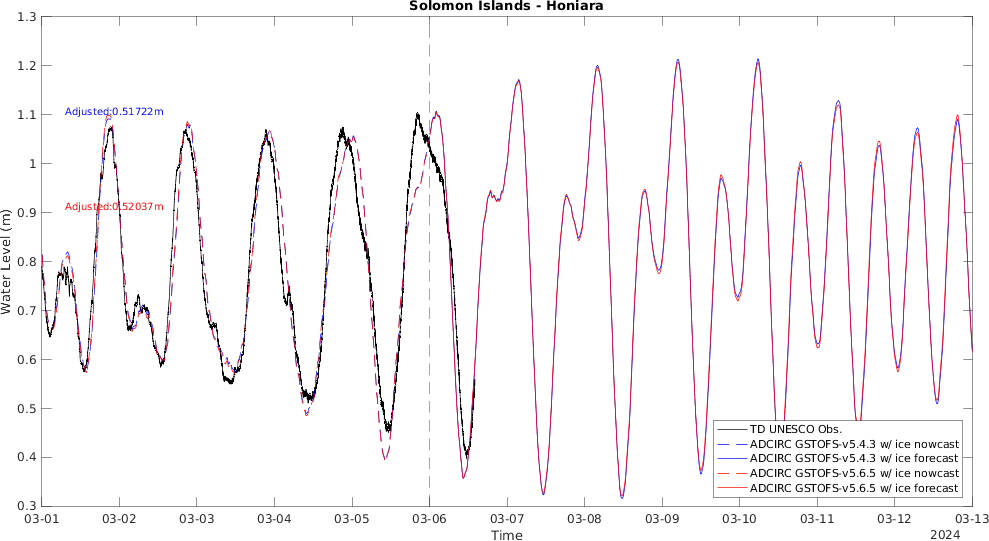 Solomon Islands - Honiara
1.3
1.2
1.1
1
0.9
0.8
0.7
0.6
0.5
0.4
0.3
Water Level (m)
Adjusted:0.51722m
Adjusted:0.52037m
TD UNESCO Obs.
ADCIRC GSTOFS-v5.4.3 w/ ice nowcast
ADCIRC GSTOFS-v5.4.3 w/ ice forecast
ADCIRC GSTOFS-v5.6.5 w/ ice nowcast
ADCIRC GSTOFS-v5.6.5 w/ ice forecast
03-01 03-02 03-03 03-04 03-05 03-06 03-07 03-08 03-09 03-10 03-11 03-12 03-13
Time
2024